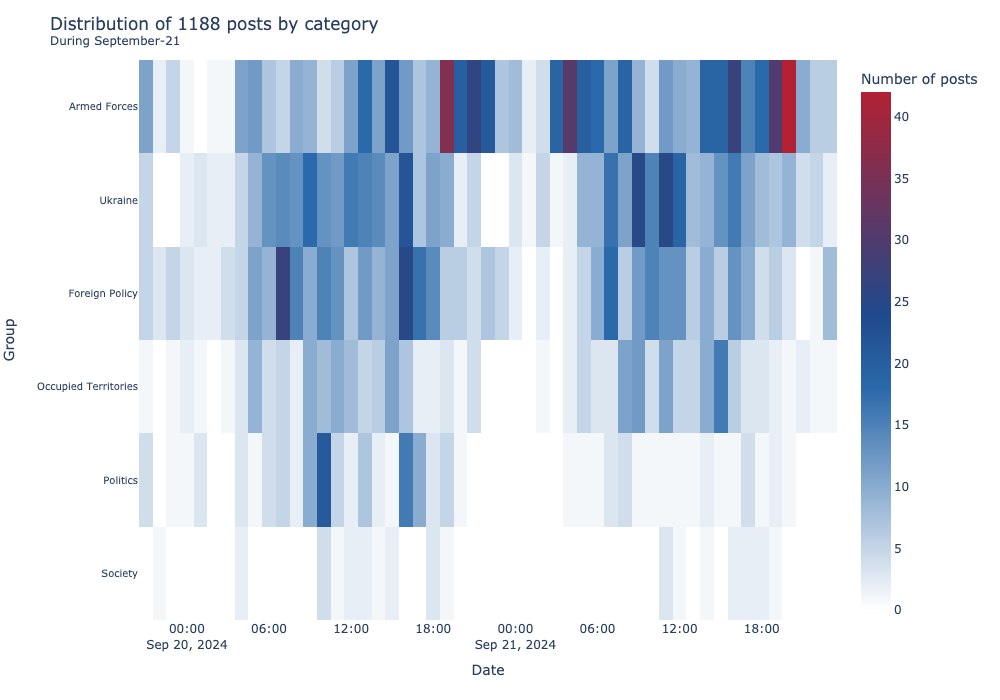 Distribution of 1188 posts by category
During September-21
Number of posts
Armed Forces
Ukraine
Foreign Policy
Occupied Territories
Politics
Society
Group
40
35
30
25
20
15
10
5
0
00:00
Sep 20, 2024
06:00
12:00
18:00
00:00
Sep 21, 2024
06:00
12:00
18:00
Date